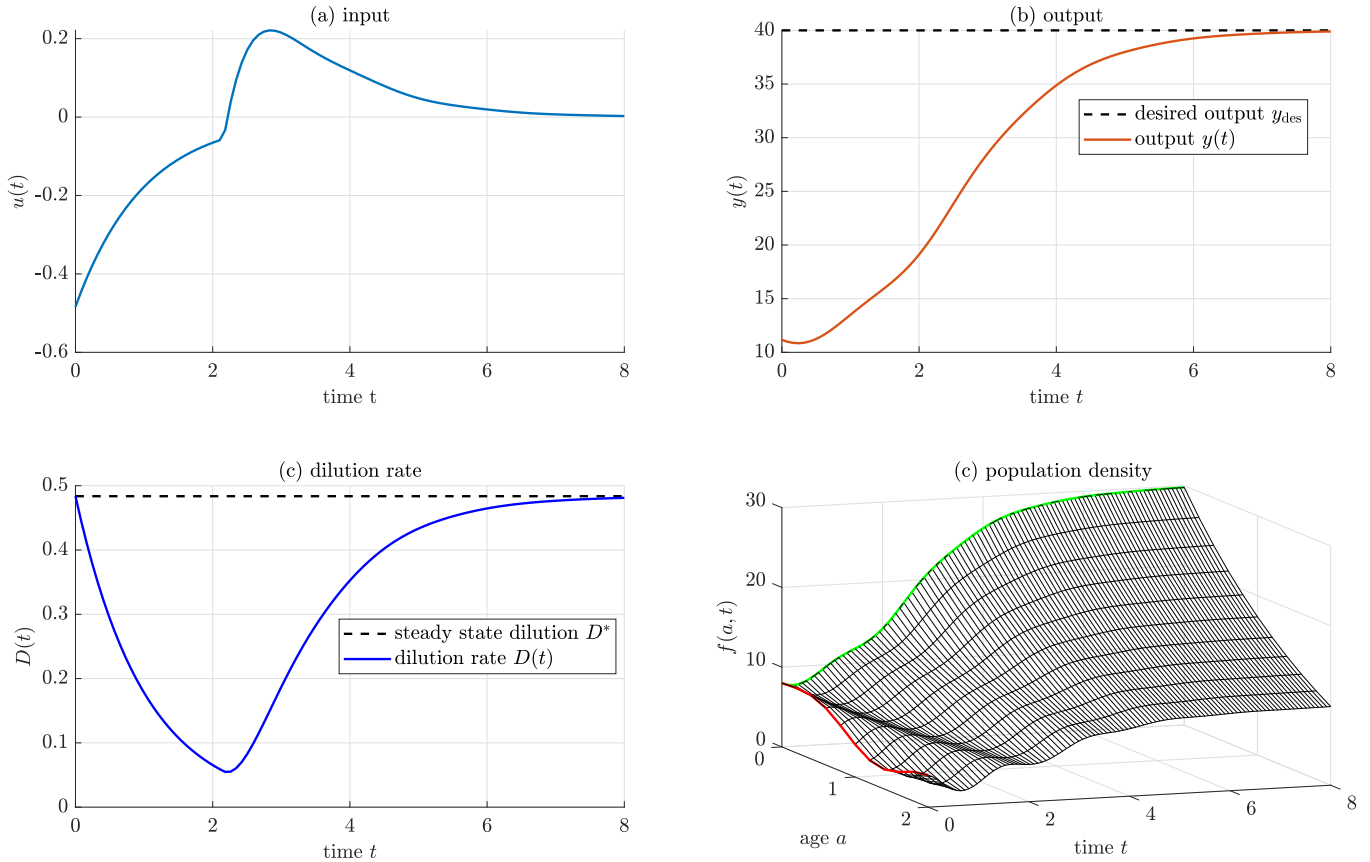 (a) input
u(t)
0.2
0
-0.2
-0.4
-0.6
0 2 4 6 8
time t
(b) output
y(t)
40
35
30
25
20
15
10
desired output y_des
output y(t)
0 2 4 6 8
time t
(c) dilution rate
D(t)
0.5
0.4
0.3
0.2
0.1
0
steady state dilution D*
dilution rate D(t)
0 2 4 6 8
time t
(c) population density
f(a, t)
30
20
10
0
0
1
2
age a
0 2 4 6 8
time t